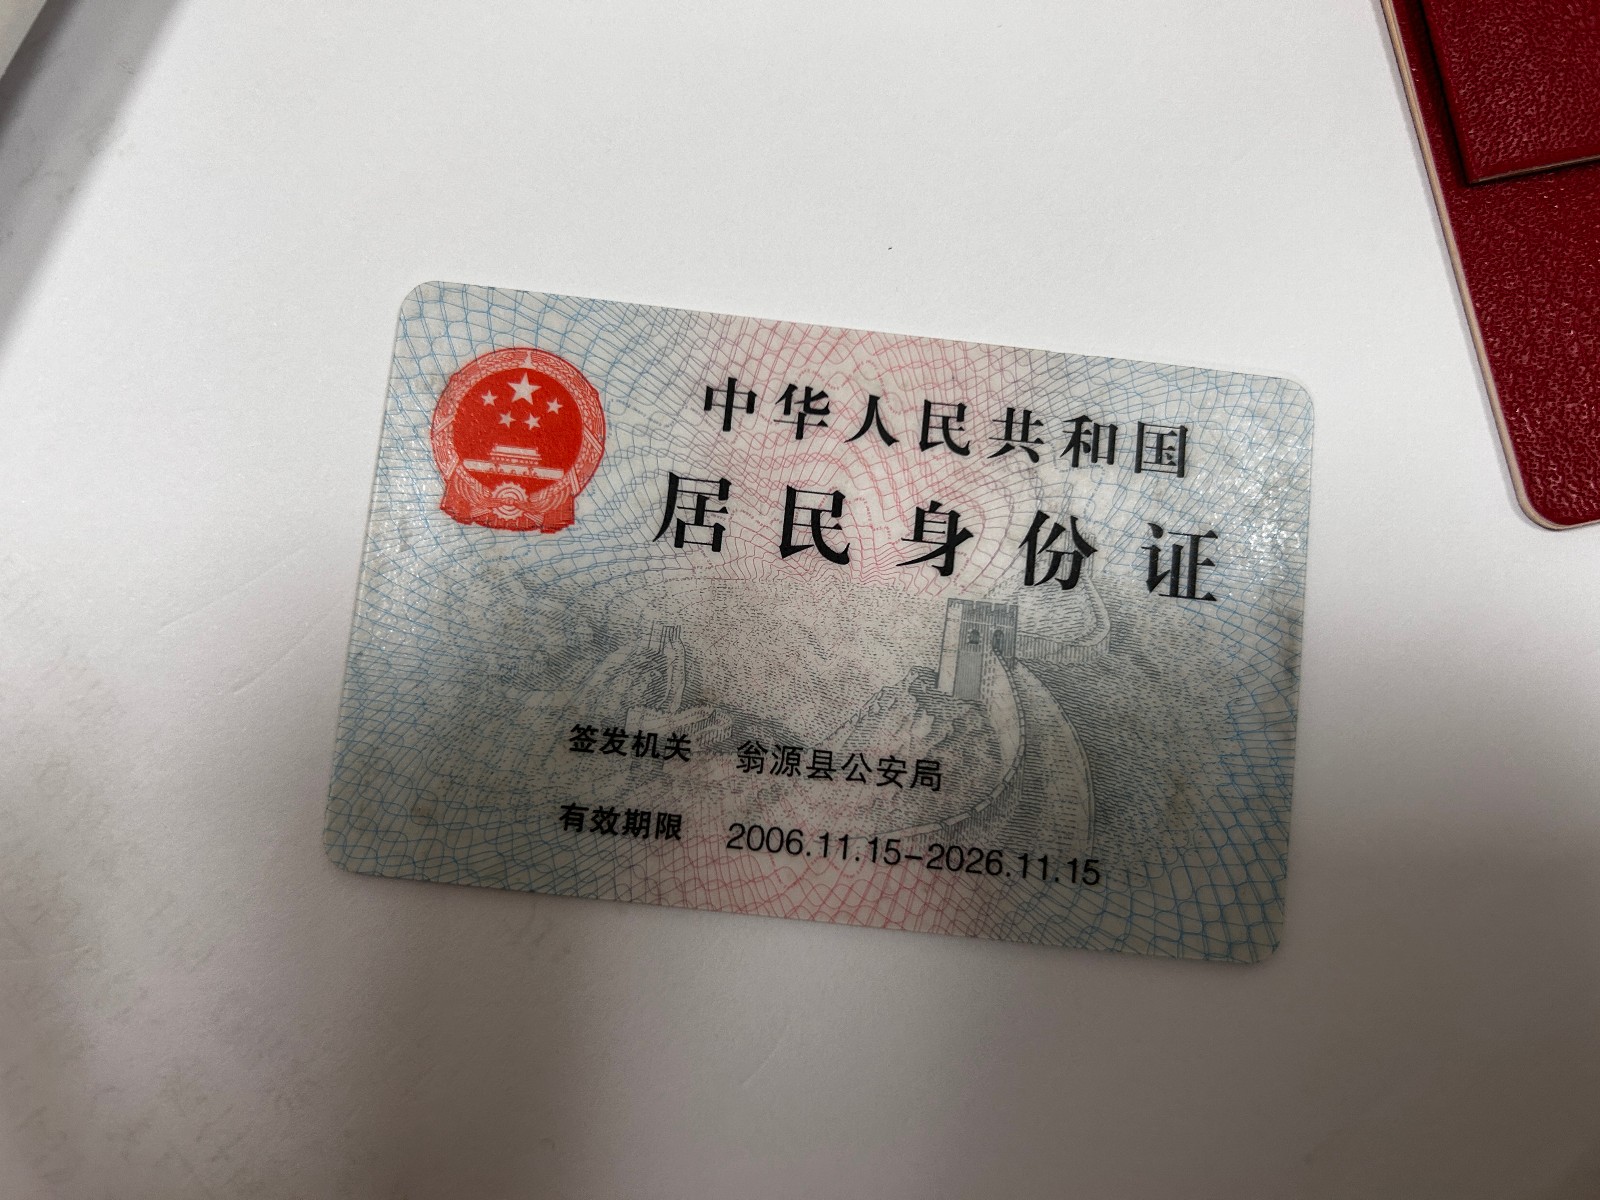 中华人民共和国
居民身份证
签发机关 翁源县公安局
有效期限 2006.11.15-2026.11.15